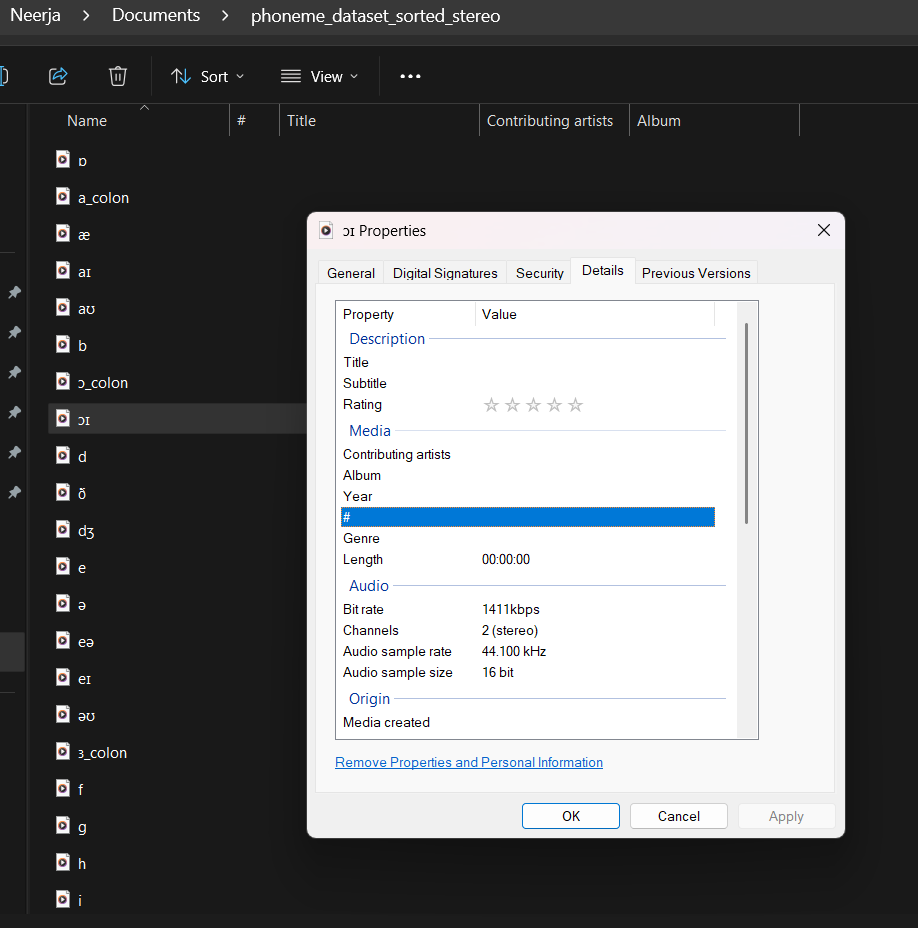 Neerja > Documents > phoneme_dataset_sorted_stereo
Sort View
Name # Title Contributing artists Album
ɒ
a_colon
æ
aɪ
aʊ
b
ɔ_colon
ɔɪ
d
ð
dʒ
e
ə
eə
eɪ
əʊ
ɜ_colon
f
g
h
i
ɔɪ Properties
General Digital Signatures Security Details Previous Versions
Property Value
Description
Title
Subtitle
Rating
Media
Contributing artists
Album
Year
#
Genre
Length 00:00:00
Audio
Bit rate 1411kbps
Channels 2 (stereo)
Audio sample rate 44.100 kHz
Audio sample size 16 bit
Origin
Media created
Remove Properties and Personal Information
OK Cancel Apply